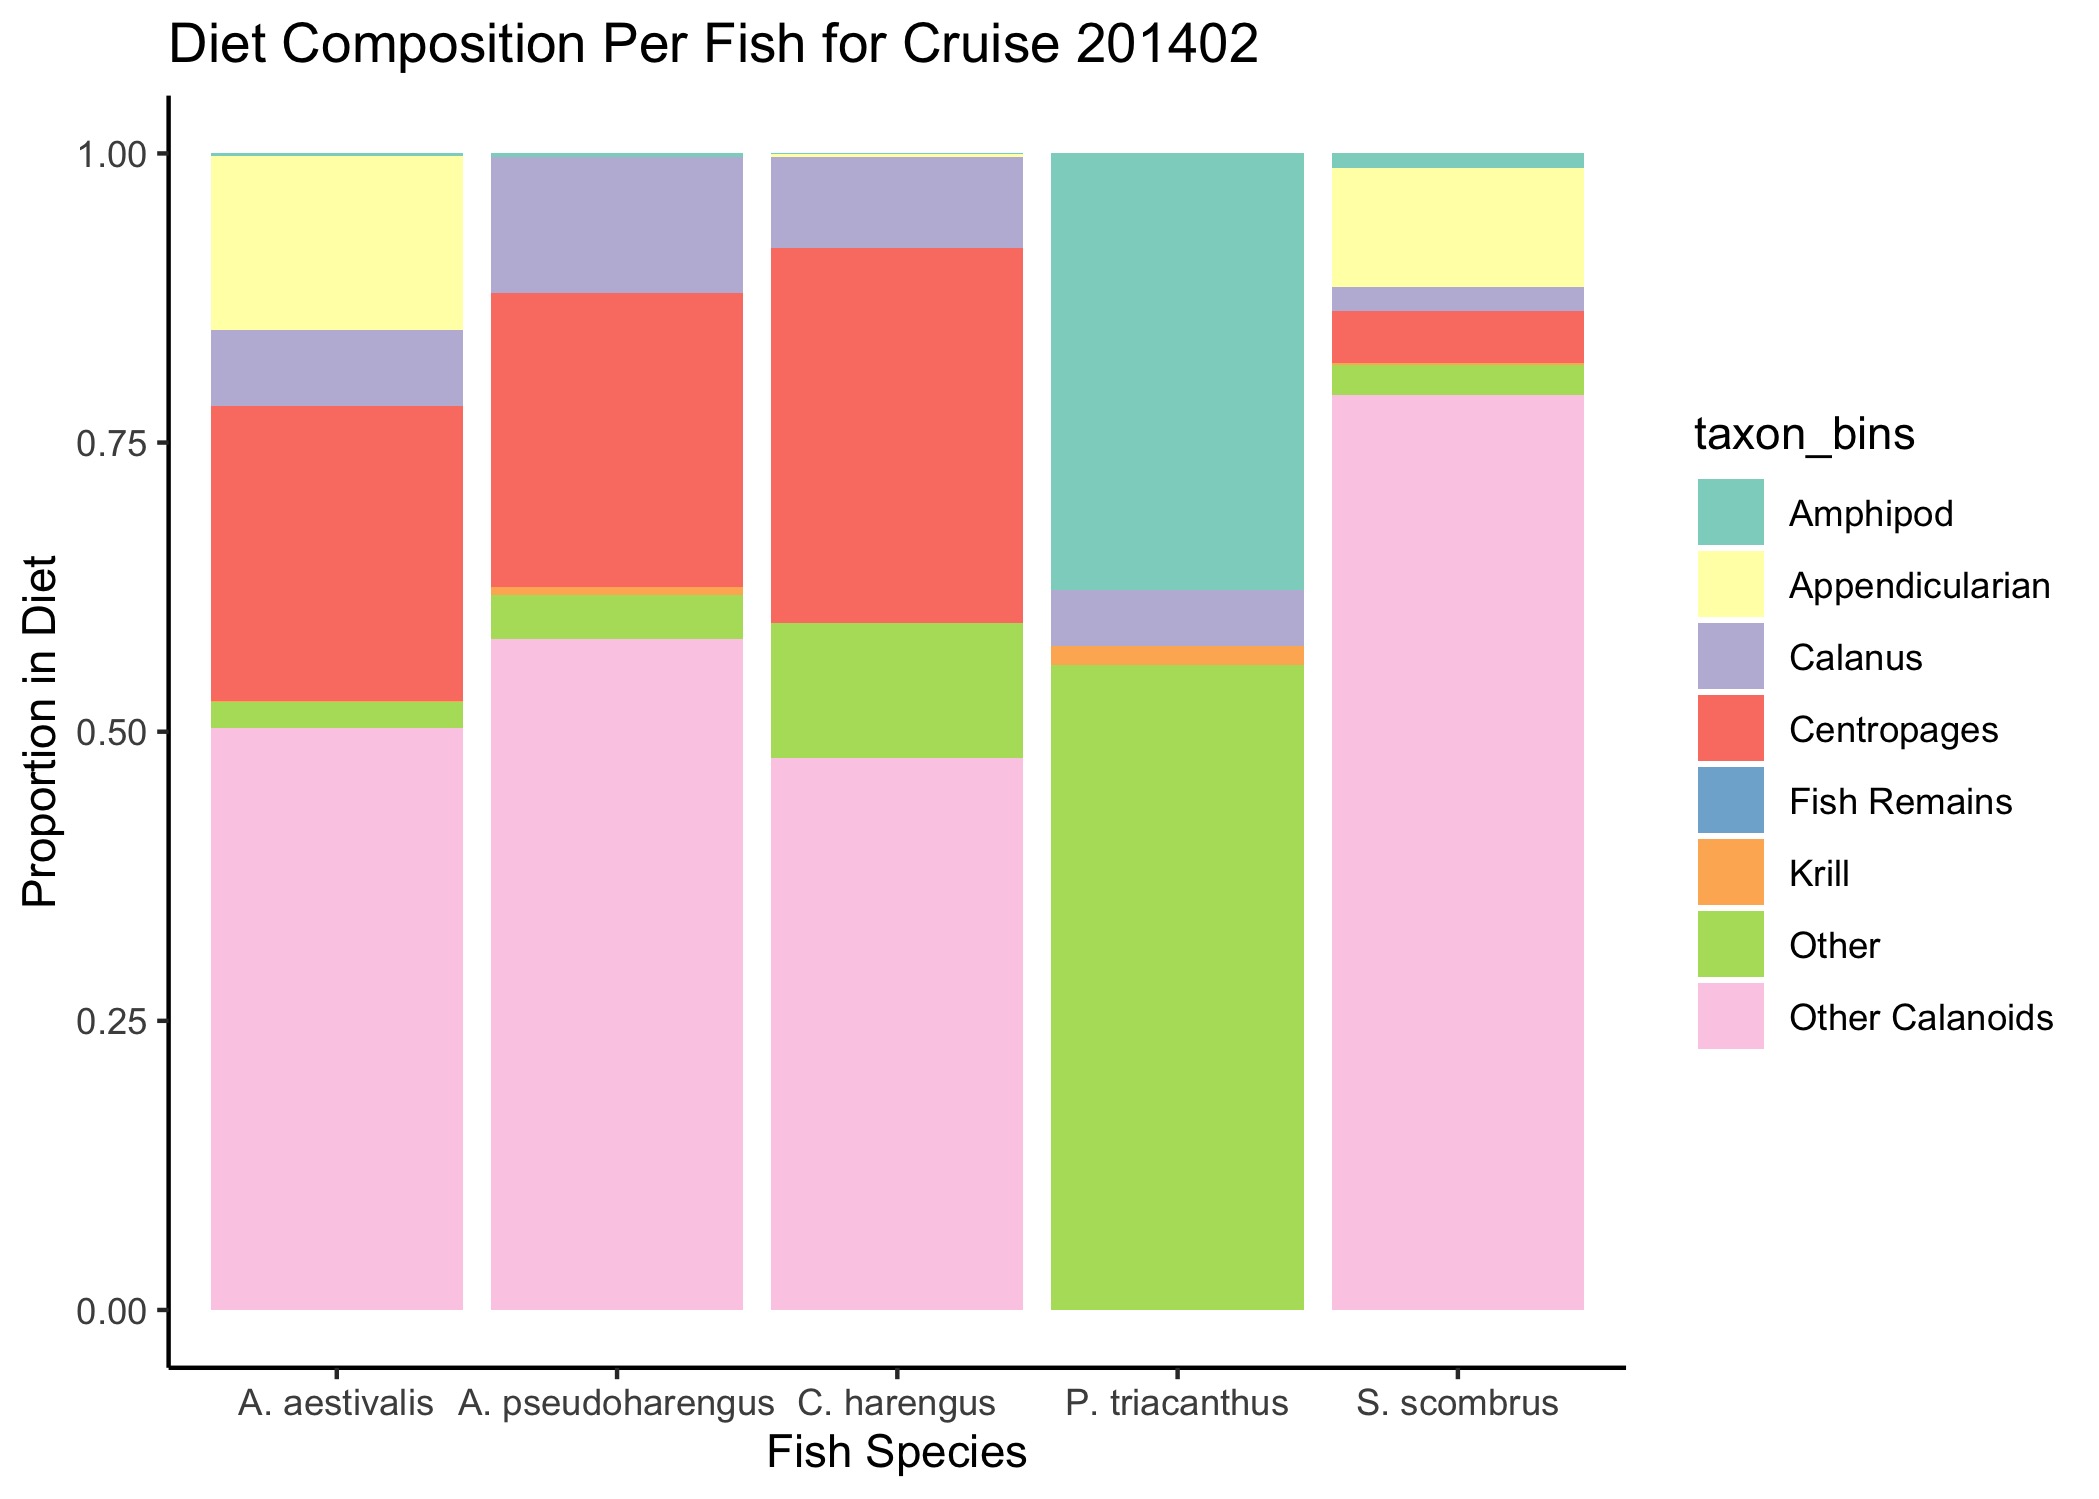 Diet Composition Per Fish for Cruise 201402
Proportion in Diet
1.00
0.75
0.50
0.25
0.00
A. aestivalis
A. pseudoharengus
C. harengus
P. triacanthus
S. scombrus
Fish Species
taxon_bins
Amphipod
Appendicularian
Calanus
Centropages
Fish Remains
Krill
Other
Other Calanoids